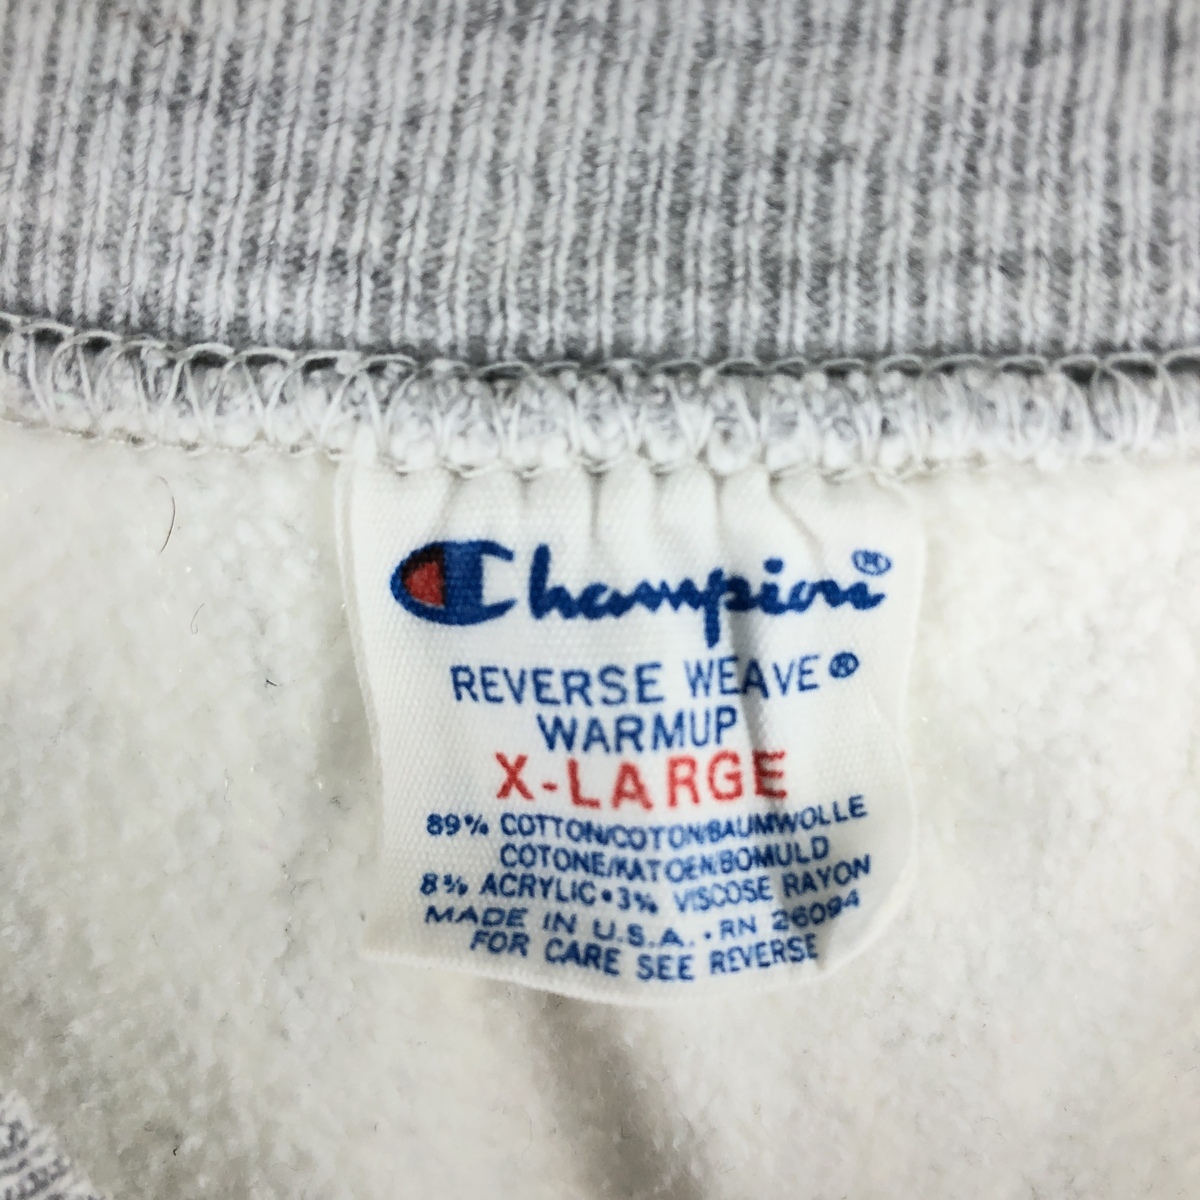 Champion®
REVERSE WEAVE®
WARMUP
X-LARGE
89% COTTON/COTON/BAUMWOLLE
COTONE/KATOEN/BOMULD
8% ACRYLIC•3% VISCOSE RAYON
MADE IN U.S.A. • RN 26094
FOR CARE SEE REVERSE